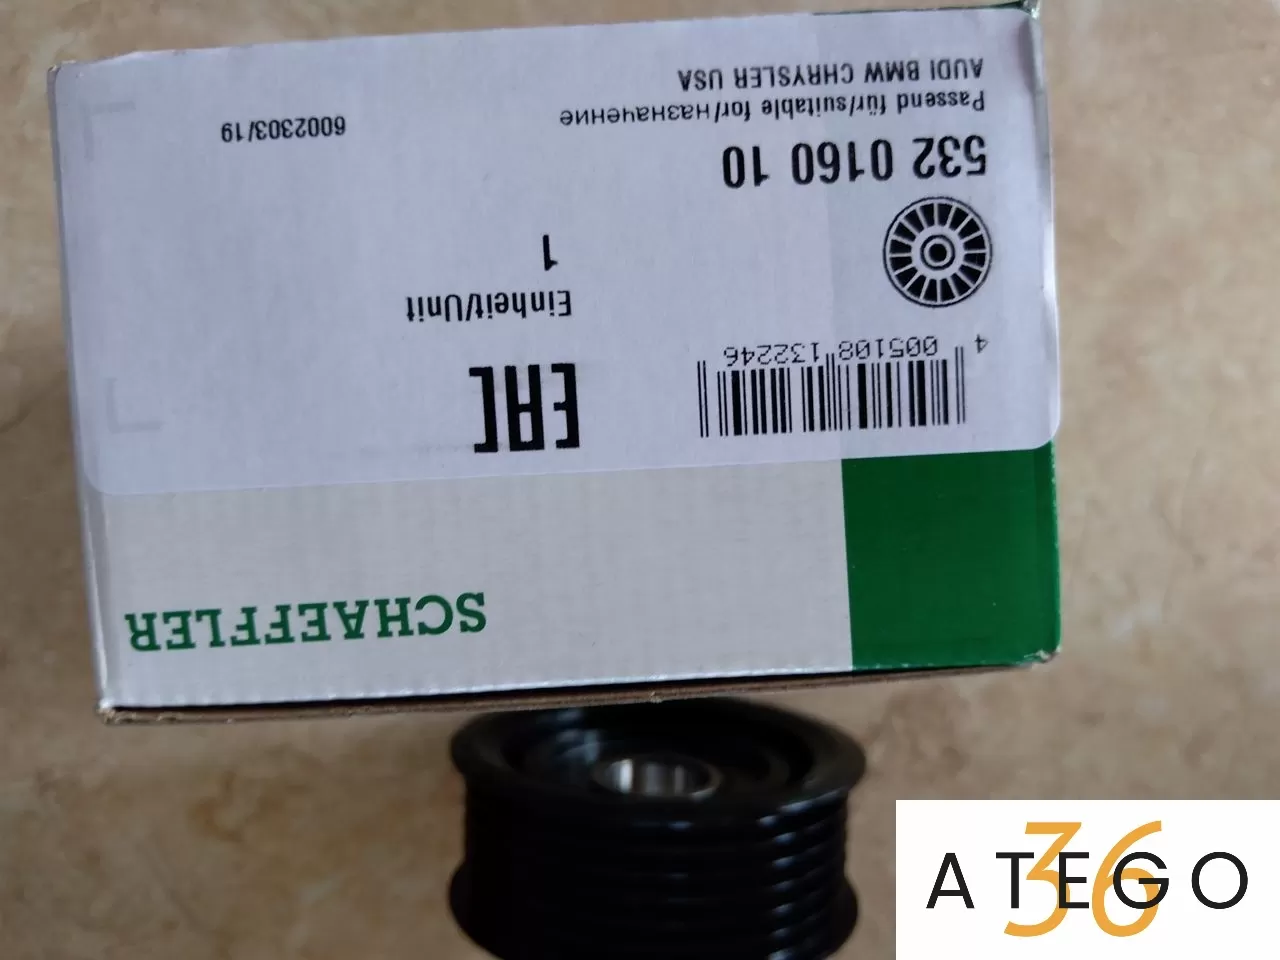 SCHAEFFLER
4 005108 132246
EAC
Einheit/Unit
1
532 0160 10
Passend für/suitable for/назначение
6002303/19
AUDI BMW CHRYSLER USA
ATEGO
36